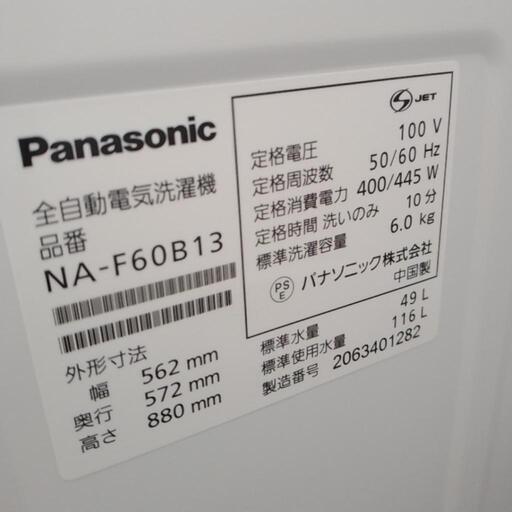 Panasonic
全自動電気洗濯機
品番
NA-F60B13
外形寸法
幅 562 mm
奥行 572 mm
高さ 880 mm
S JET
定格電圧 100 V
定格周波数 50/60 Hz
定格消費電力 400/445 W
定格時間 洗いのみ 10分
標準洗濯容量 6.0 kg
PSE パナソニック株式会社
中国製
標準水量 49 L
標準使用水量 116 L
製造番号 2063401282